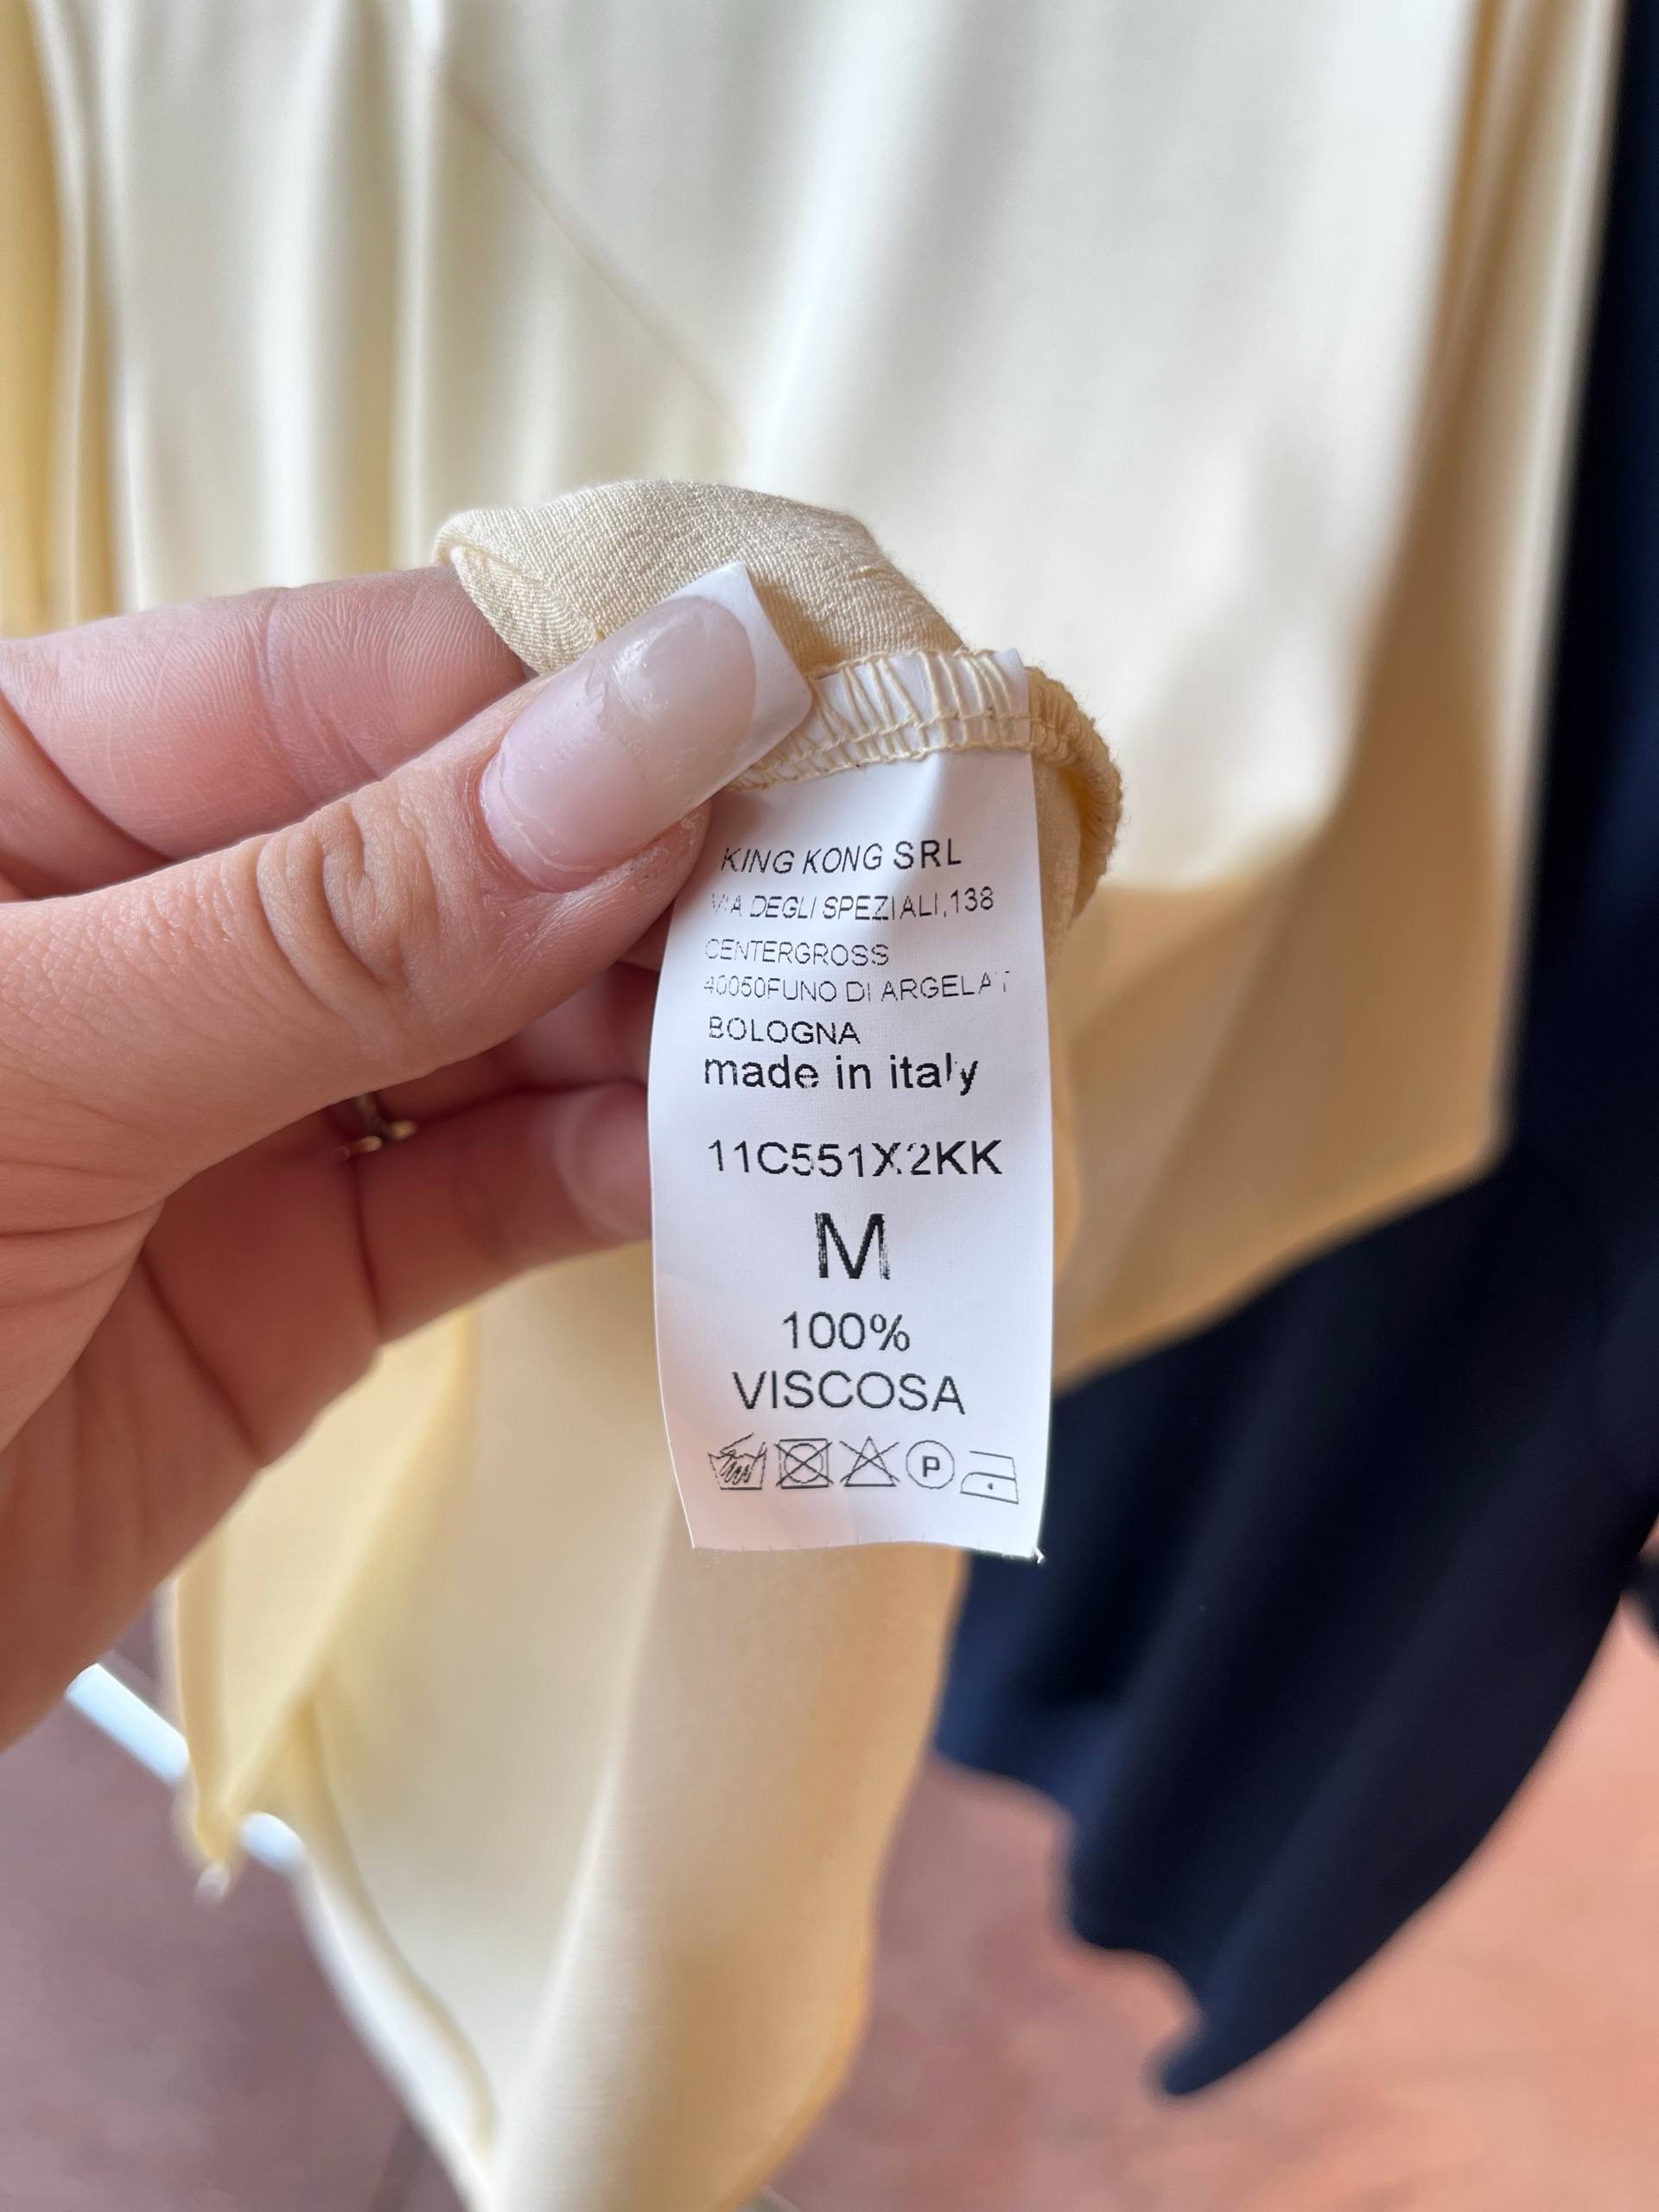 KING KONG SRL
VIA DEGLI SPEZIALI,138
CENTERGROSS
40050FUNO DI ARGELAT
BOLOGNA
made in italy
11C551X2KK
M
100%
VISCOSA
P